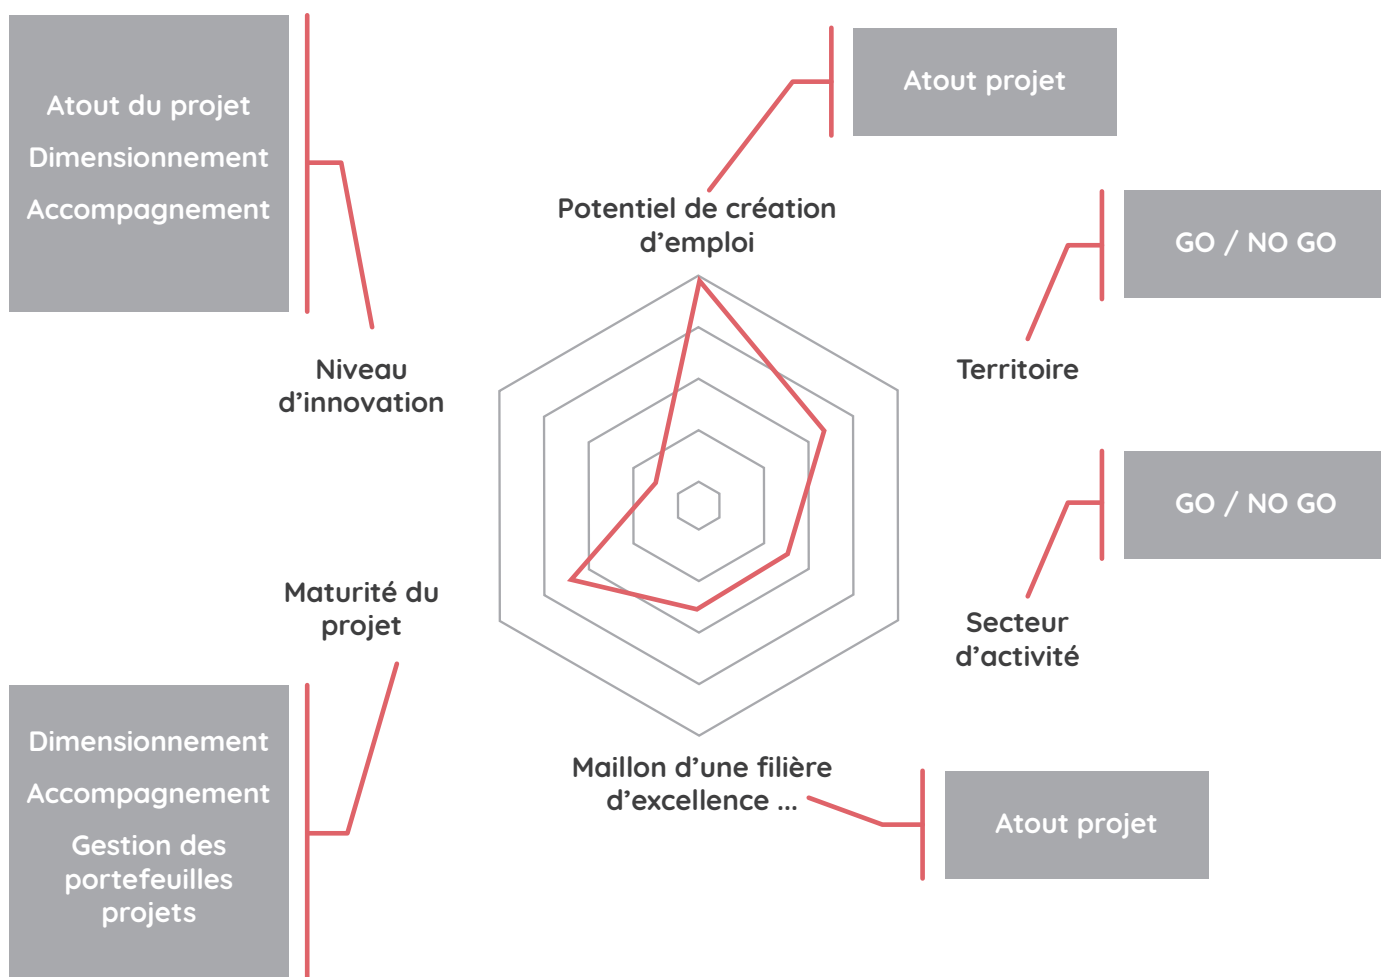 Atout du projet
Dimensionnement
Accompagnement
Atout projet
Potentiel de création
d’emploi
GO / NO GO
Niveau
d’innovation
Territoire
GO / NO GO
Maturité du
projet
Secteur
d’activité
Dimensionnement
Accompagnement
Gestion des
portefeuilles
projets
Maillon d’une filière
d’excellence ...
Atout projet